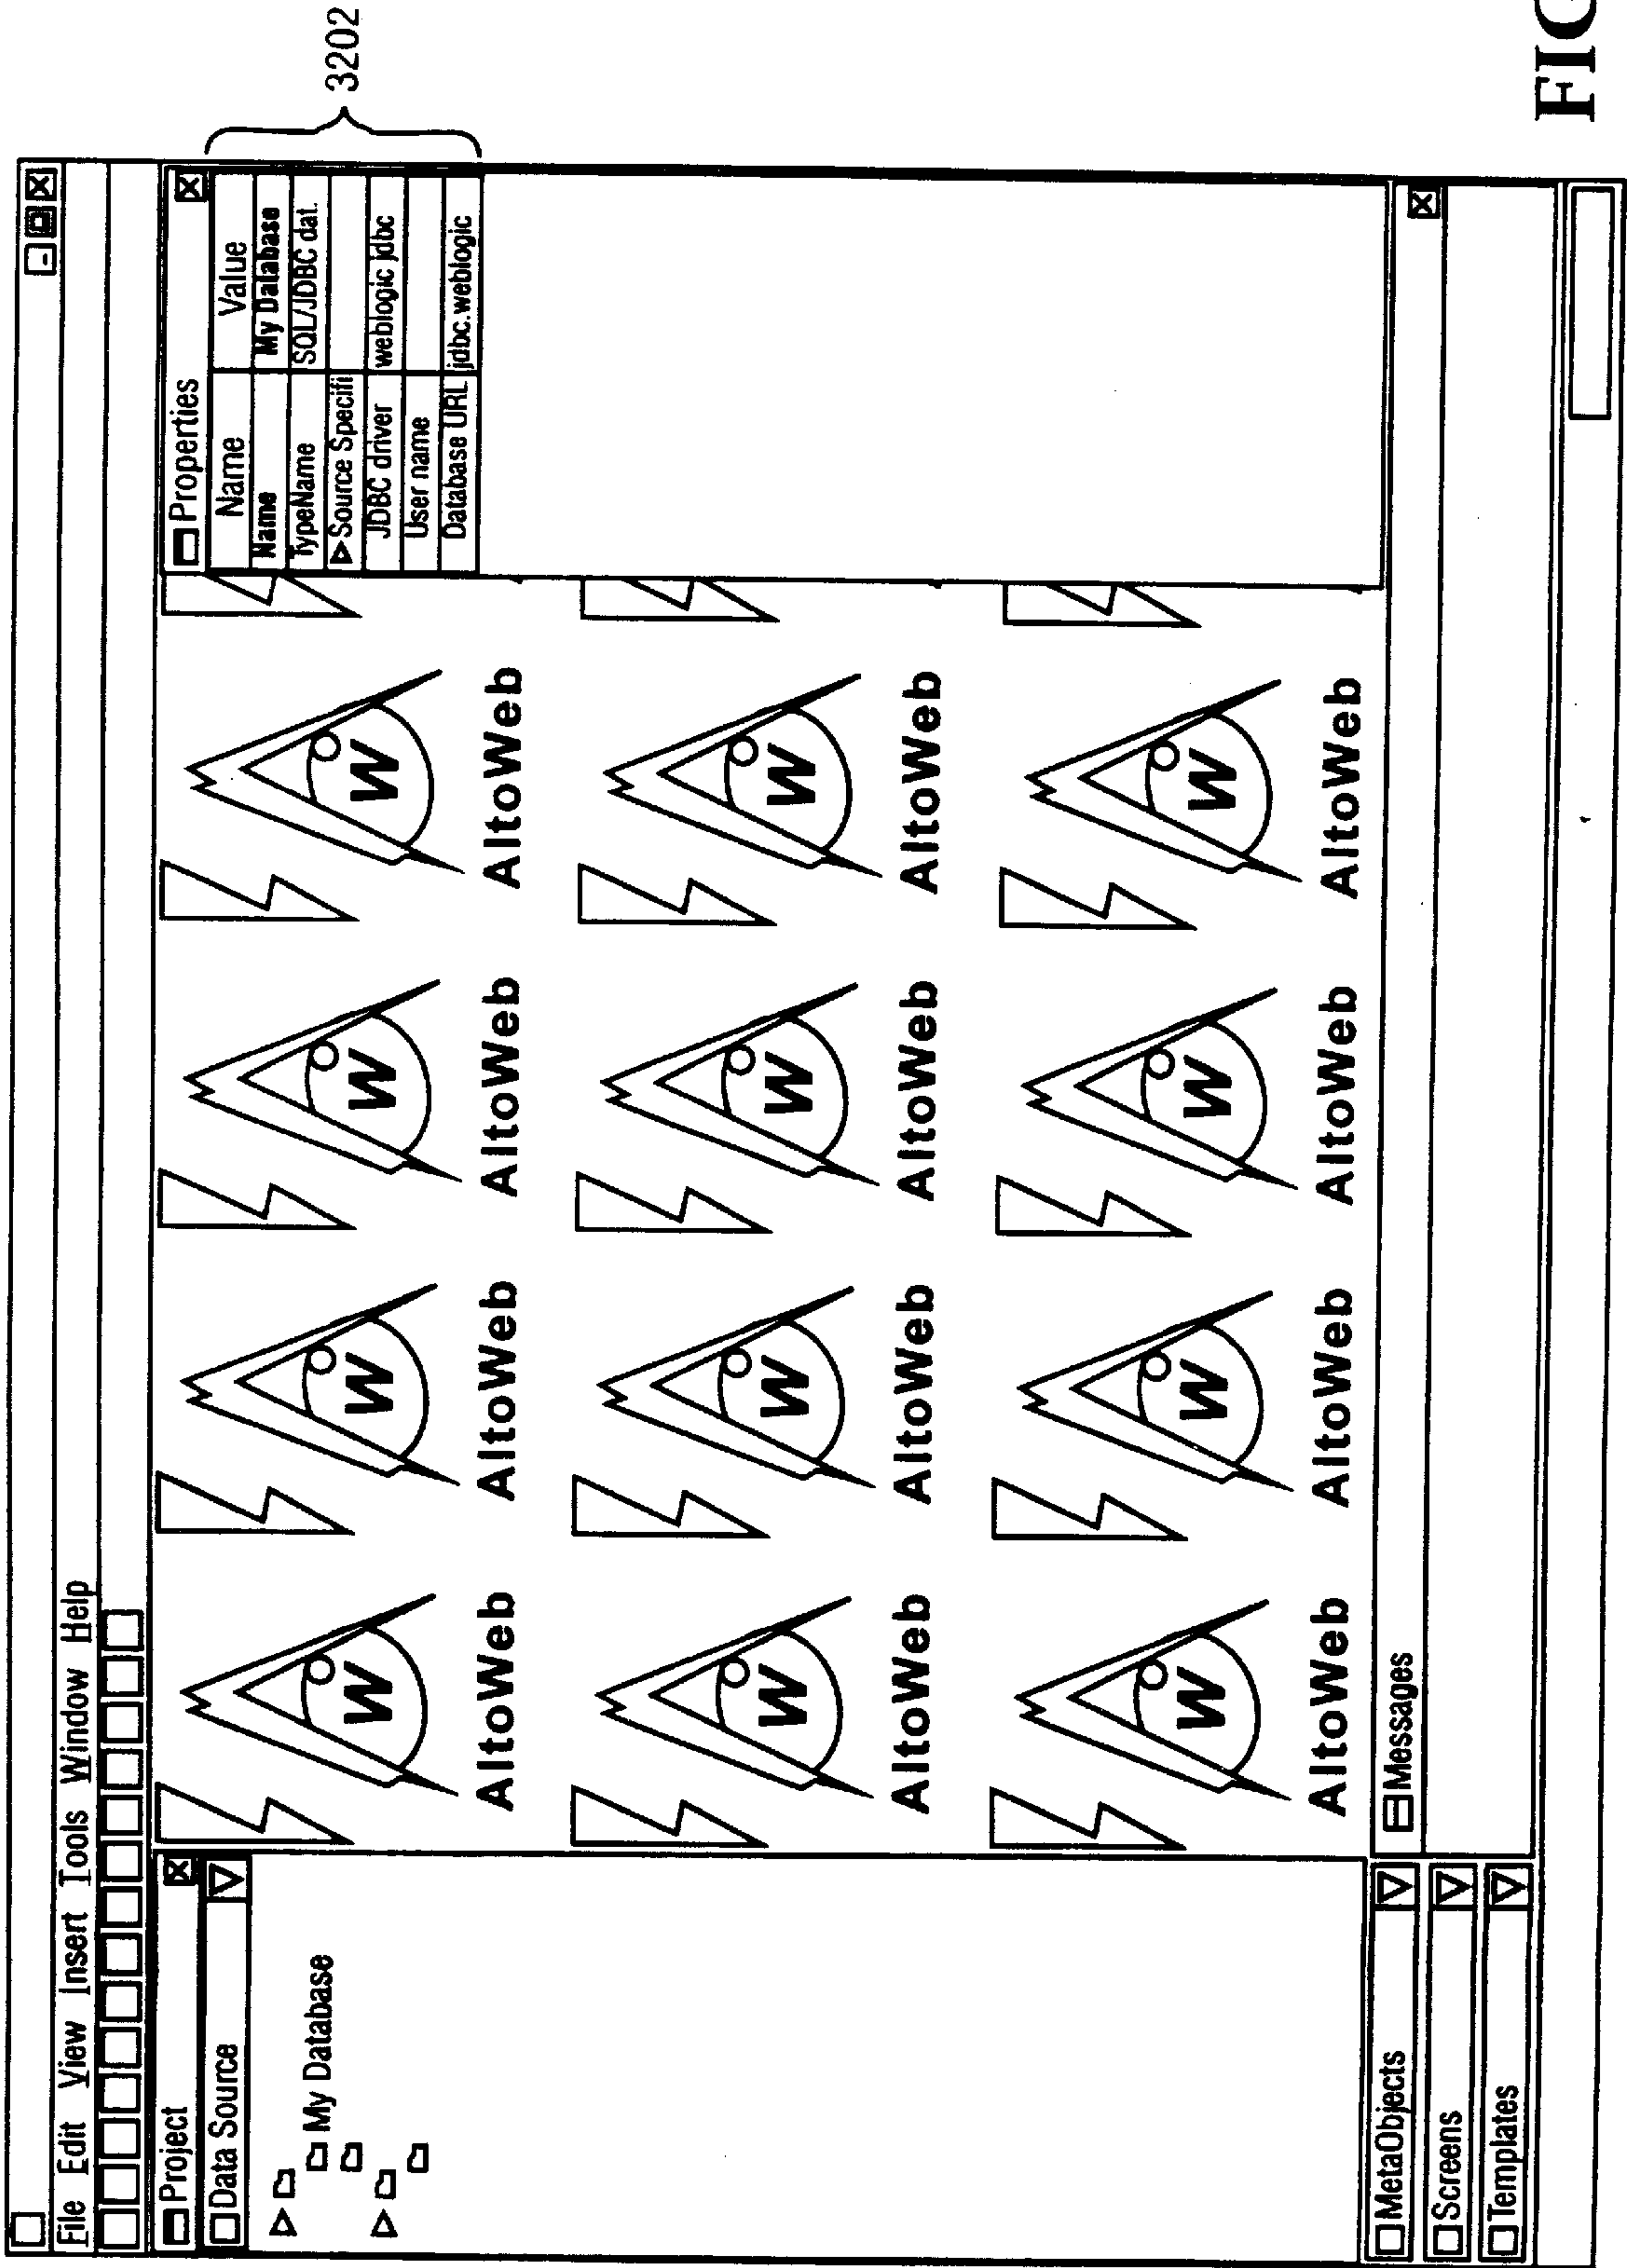 File Edit View Insert Tools Window Help
Project
Data Source
My Database
MetaObjects
Screens
Templates
W W W W
AltoWeb AltoWeb AltoWeb AltoWeb
W W W W
AltoWeb AltoWeb AltoWeb AltoWeb
W W W W
AltoWeb AltoWeb AltoWeb AltoWeb
Messages
Properties
Name Value
Name My Database
TypeName SQL/JDBC dat.
Source Specifi
JDBC driver weblogic jdbc
User name
Database URL jdbc.weblogic
3202
FIG